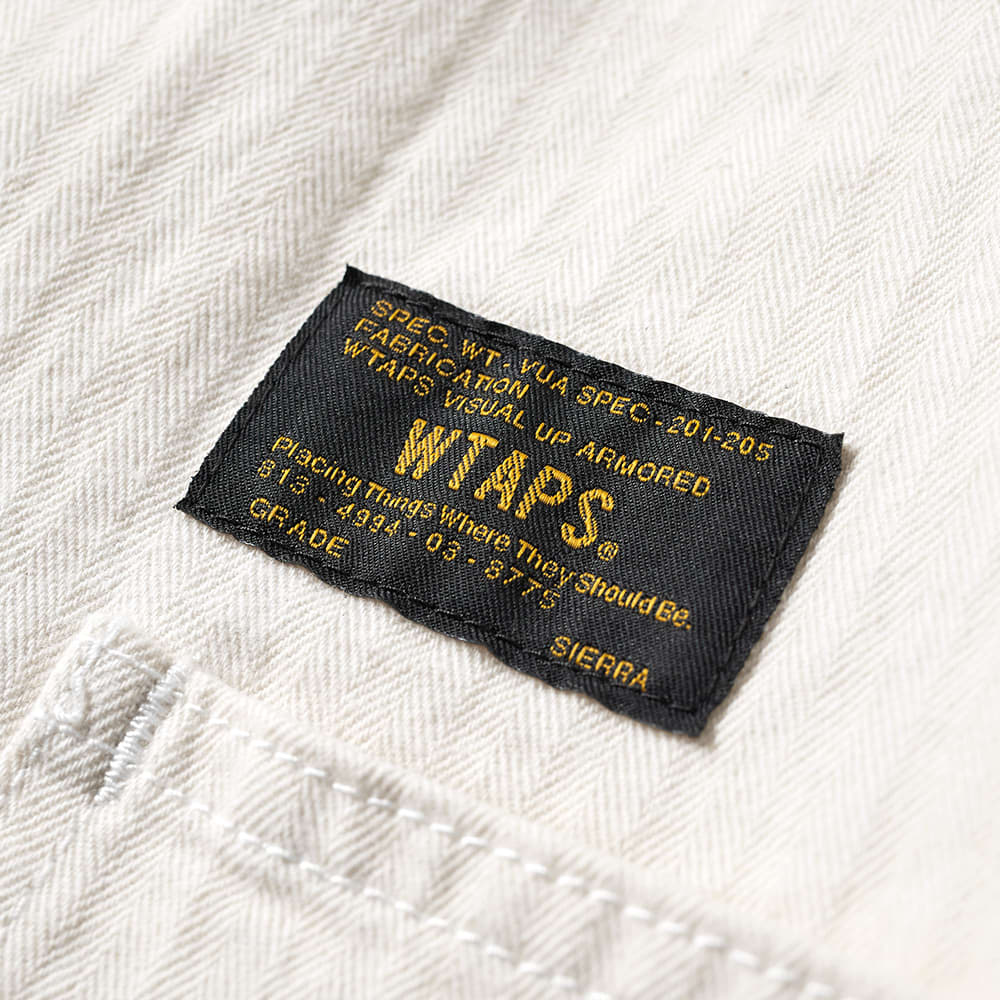 SPEC. WT. VUA SPEC-201-205
FABRICATION
WTAPS VISUAL UP ARMORED
WTAPS®
Placing Things Where They Should Be.
813-4994-03-8775
GRADE
SIERRA